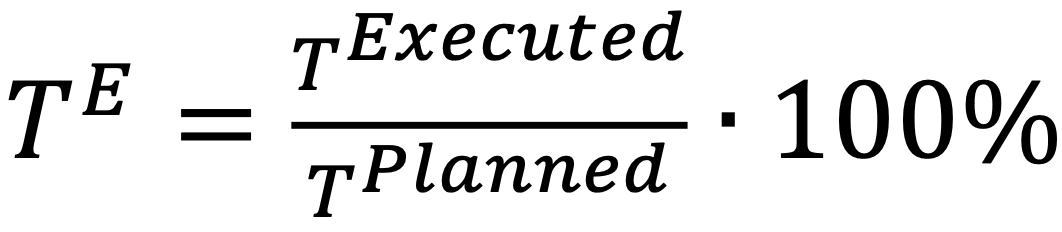 T^E = T^Executed / T^Planned · 100%